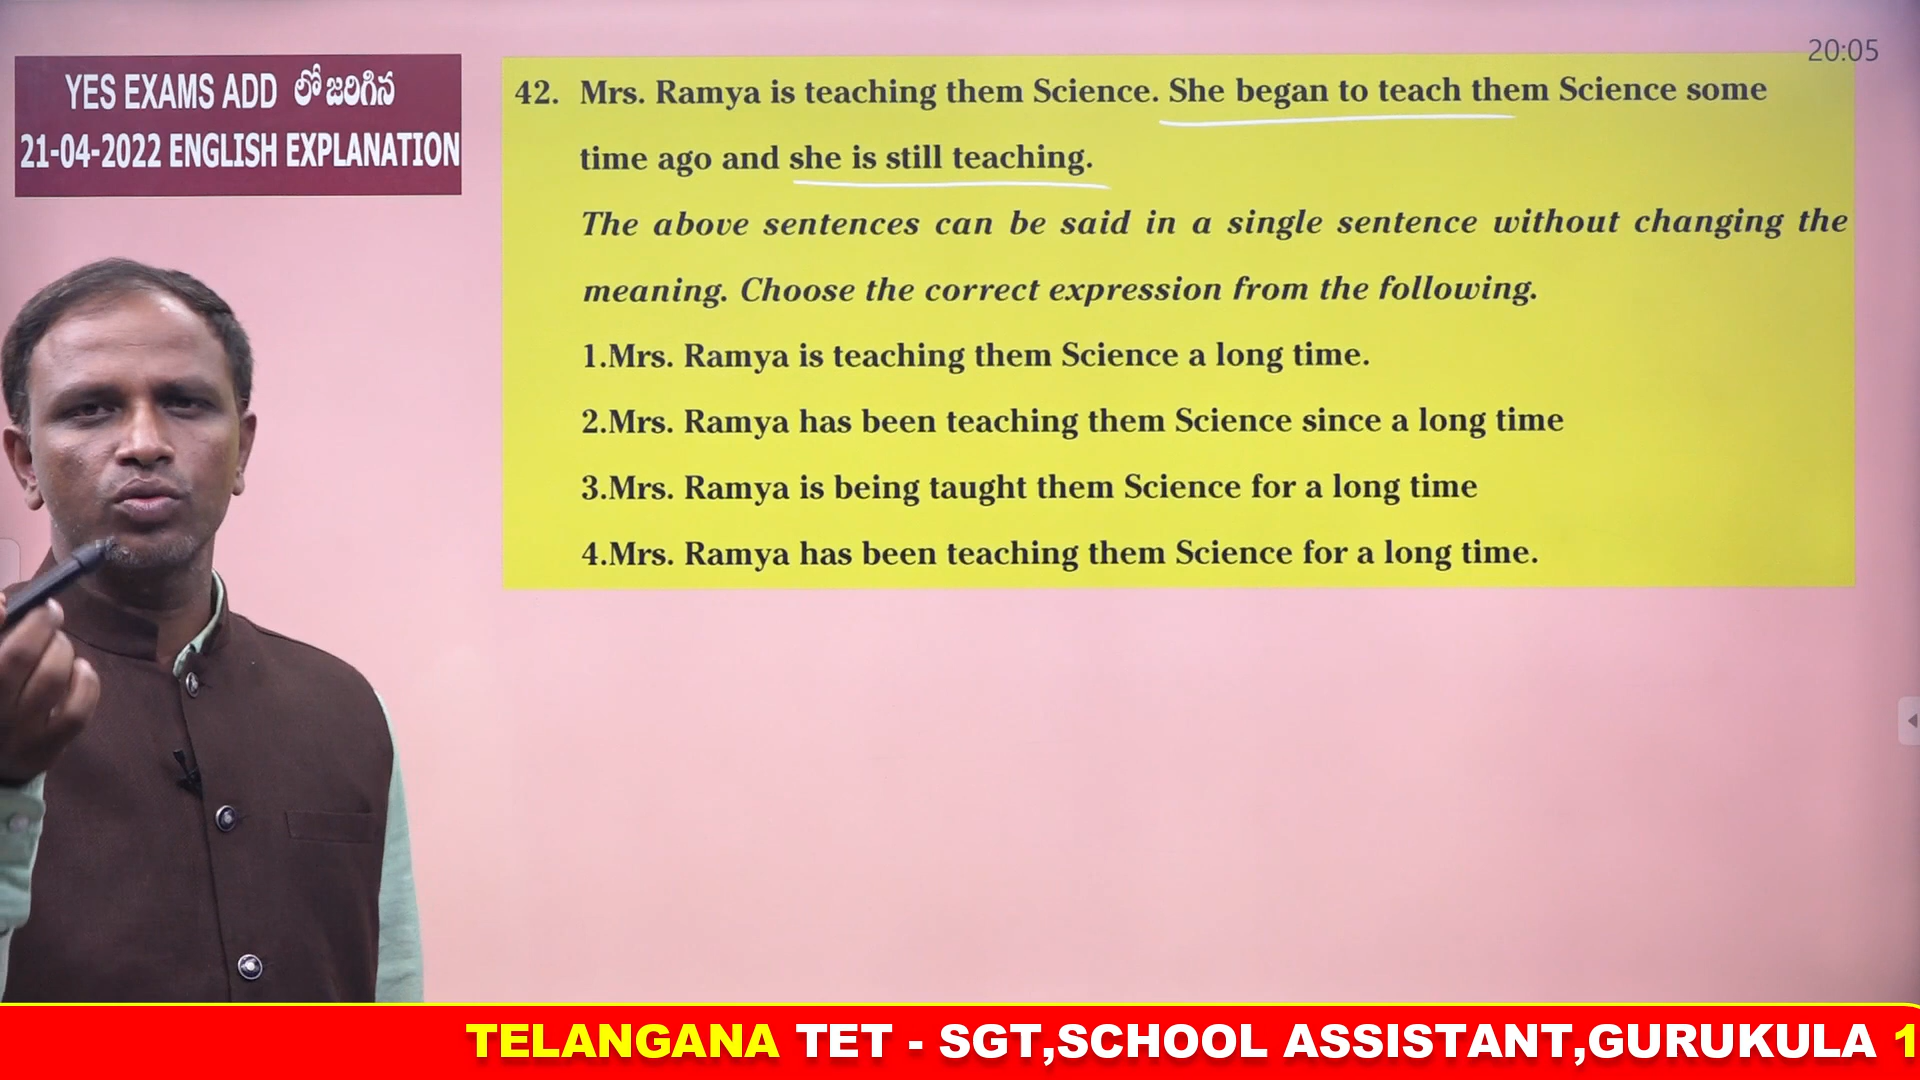 20:05
YES EXAMS ADD లో జరిగిన
21-04-2022 ENGLISH EXPLANATION
42. Mrs. Ramya is teaching them Science. She began to teach them Science some
time ago and she is still teaching.
The above sentences can be said in a single sentence without changing the
meaning. Choose the correct expression from the following.
1.Mrs. Ramya is teaching them Science a long time.
2.Mrs. Ramya has been teaching them Science since a long time
3.Mrs. Ramya is being taught them Science for a long time
4.Mrs. Ramya has been teaching them Science for a long time.
TELANGANA TET - SGT,SCHOOL ASSISTANT,GURUKULA 1